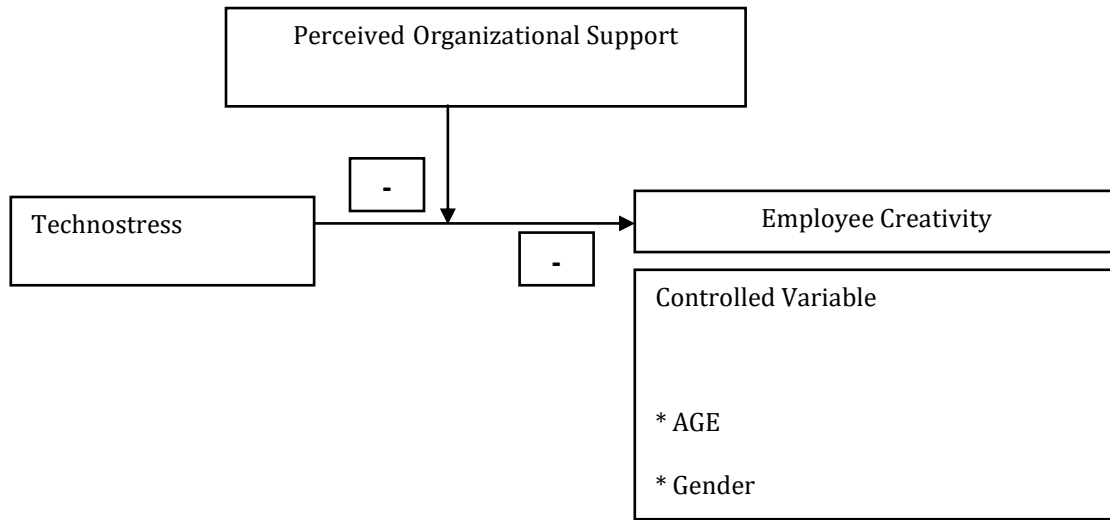 Perceived Organizational Support
-
Technostress
Employee Creativity
-
Controlled Variable
* AGE
* Gender